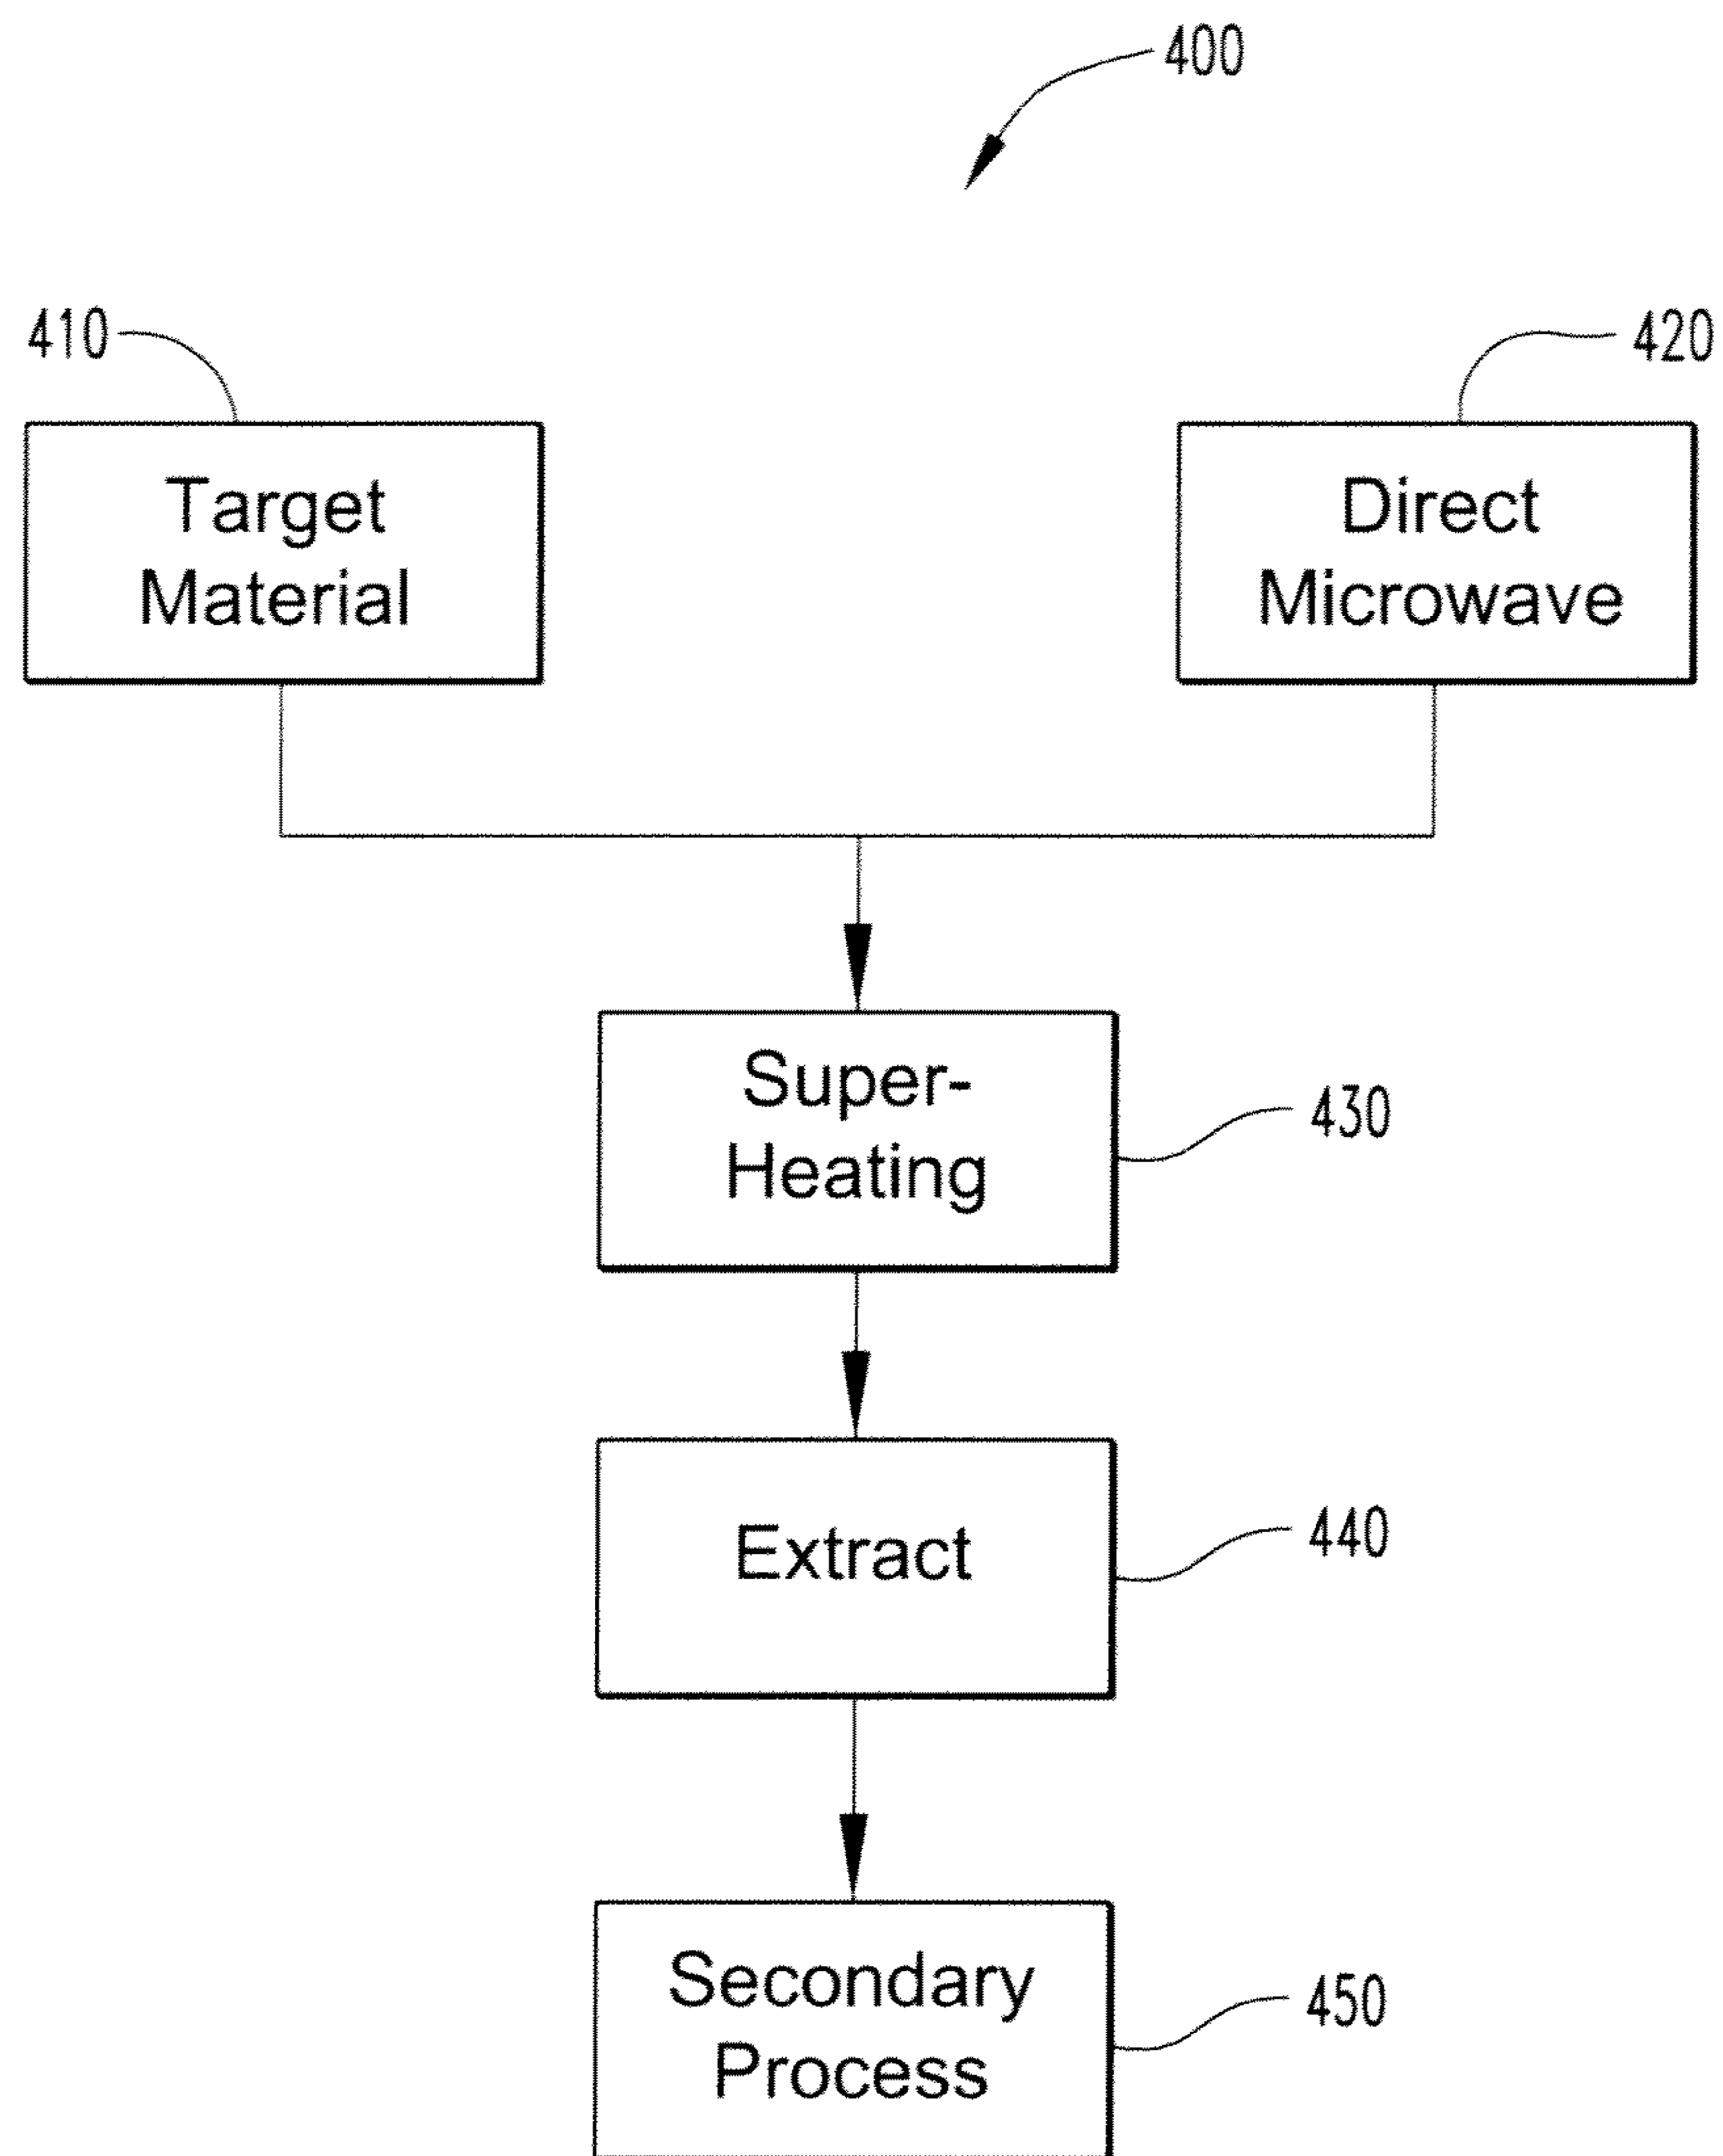 400
410
420
Target
Material
Direct
Microwave
Super-
Heating
430
Extract
440
Secondary
Process
450